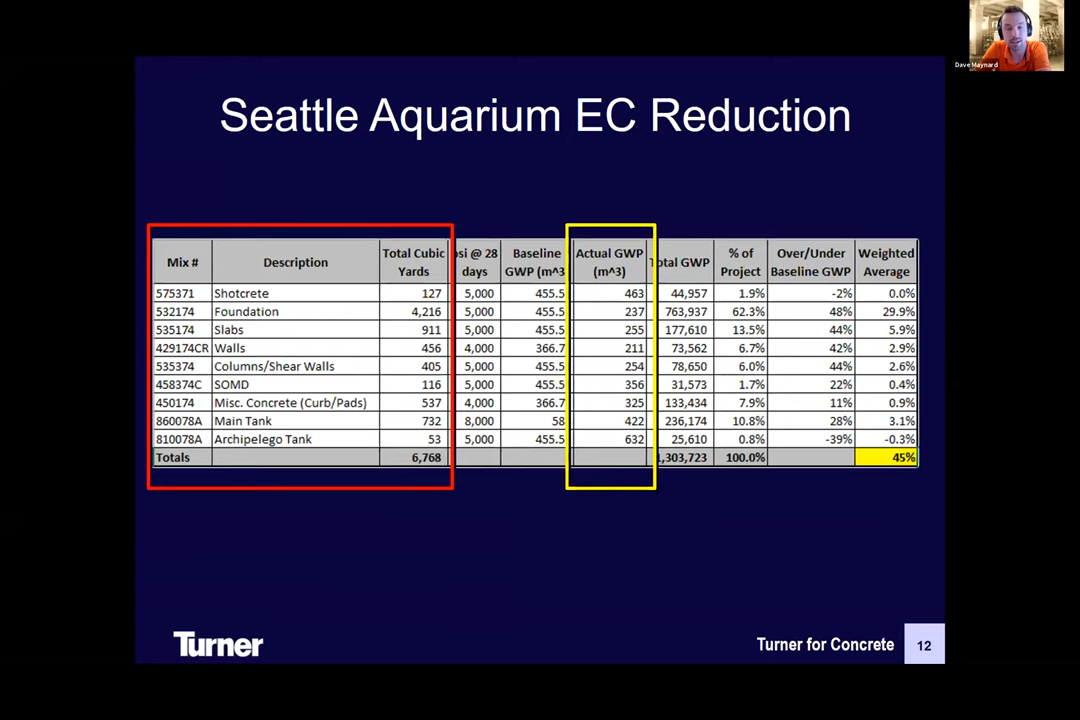 Dave Maynard
Seattle Aquarium EC Reduction
Mix # Description Total Cubic Yards psi @ 28 days Baseline GWP (m^3 Actual GWP (m^3) Total GWP % of Project Over/Under Baseline GWP Weighted Average
575371 Shotcrete 127 5,000 455.5 463 44,957 1.9% -2% 0.0%
532174 Foundation 4,216 5,000 455.5 237 763,937 62.3% 48% 29.9%
535174 Slabs 911 5,000 455.5 255 177,610 13.5% 44% 5.9%
429174CR Walls 456 4,000 366.7 211 73,562 6.7% 42% 2.9%
535374 Columns/Shear Walls 405 5,000 455.5 254 78,650 6.0% 44% 2.6%
458374C SOMD 116 5,000 455.5 356 31,573 1.7% 22% 0.4%
450174 Misc. Concrete (Curb/Pads) 537 4,000 366.7 325 133,434 7.9% 11% 0.9%
860078A Main Tank 732 8,000 58 422 236,174 10.8% 28% 3.1%
810078A Archipelego Tank 53 5,000 455.5 632 25,610 0.8% -39% -0.3%
Totals 6,768 1,303,723 100.0% 45%
Turner
Turner for Concrete 12